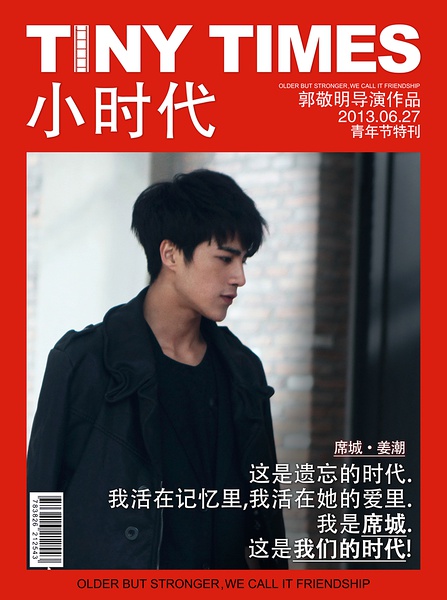 TINY TIMES
小时代
OLDER BUT STRONGER, WE CALL IT FRIENDSHIP
郭敬明导演作品
2013.06.27
青年节特刊
席城·姜潮
这是遗忘的时代.
我活在记忆里,我活在她的爱里.
我是席城.
这是我们的时代!
783826 212543
OLDER BUT STRONGER, WE CALL IT FRIENDSHIP